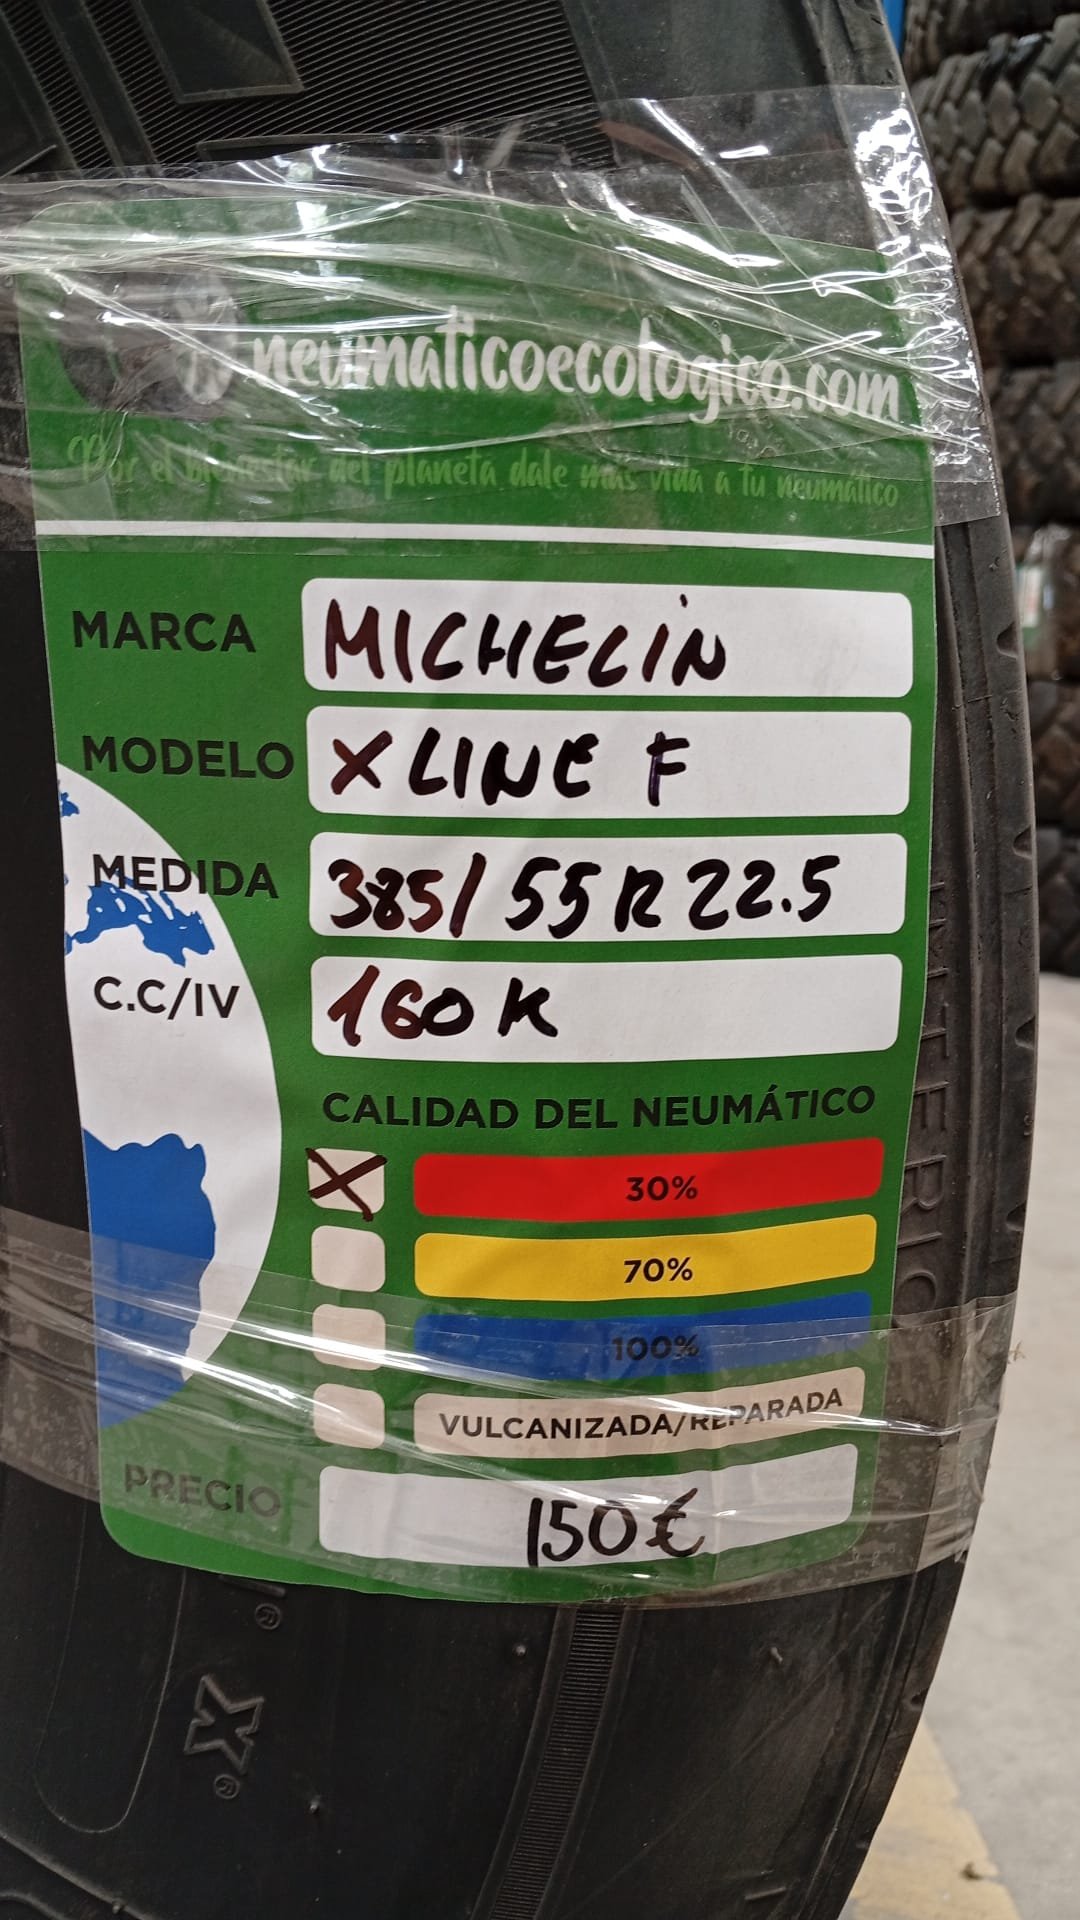 neumaticoecologico.com
Por el bienestar del planeta dale más vida a tu neumático
MARCA MICHELIN
MODELO X LINE F
MEDIDA 385/55 R 22.5
C.C/IV 160 K
CALIDAD DEL NEUMÁTICO
X 30%
70%
100%
VULCANIZADA/REPARADA
PRECIO 150 €
X®